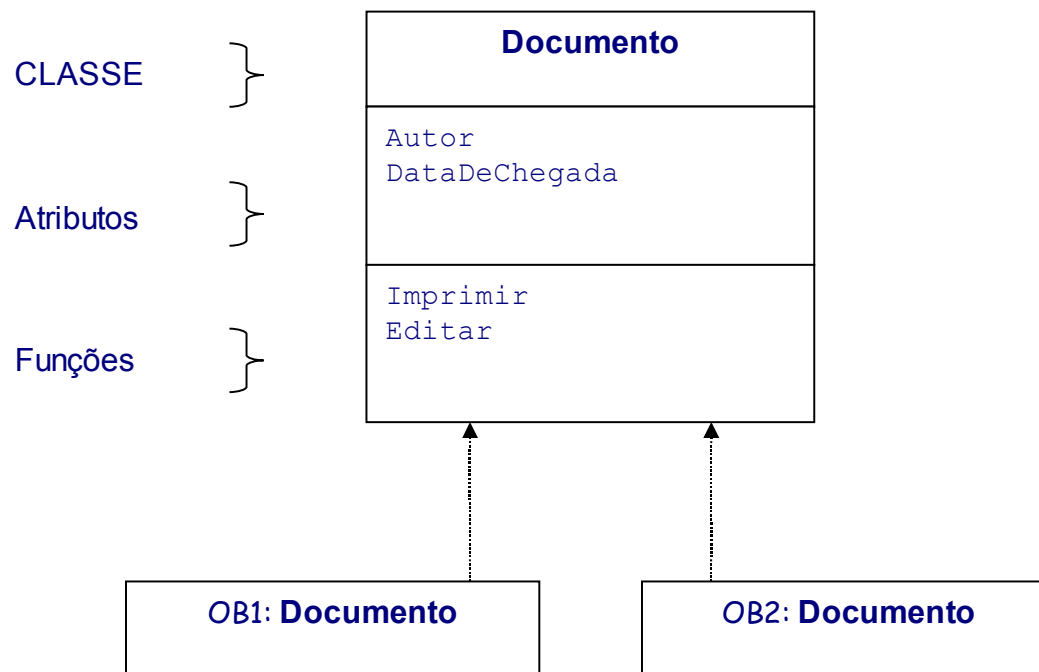 Documento
CLASSE
Autor
DataDeChegada
Atributos
Imprimir
Editar
Funções
OB1: Documento
OB2: Documento